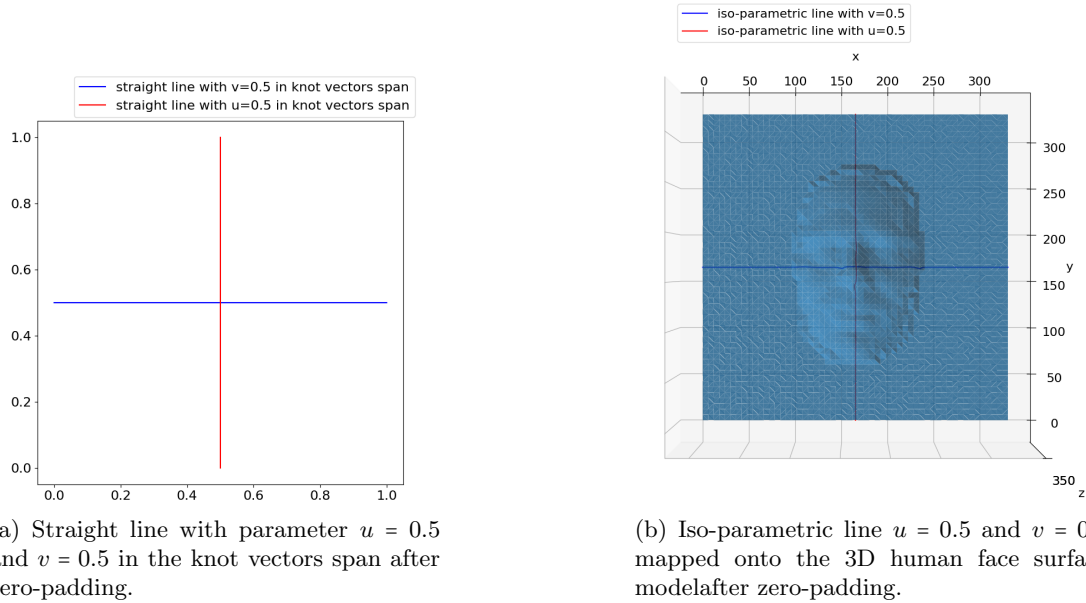 straight line with v=0.5 in knot vectors span
straight line with u=0.5 in knot vectors span
1.0
0.8
0.6
0.4
0.2
0.0
0.0 0.2 0.4 0.6 0.8 1.0
a) Straight line with parameter u = 0.5
nd v = 0.5 in the knot vectors span after
ero-padding.
iso-parametric line with v=0.5
iso-parametric line with u=0.5
x
0 50 100 150 200 250 300
300
250
200
y
150
100
50
0
350
z
(b) Iso-parametric line u = 0.5 and v = 0
mapped onto the 3D human face surfa
modelafter zero-padding.